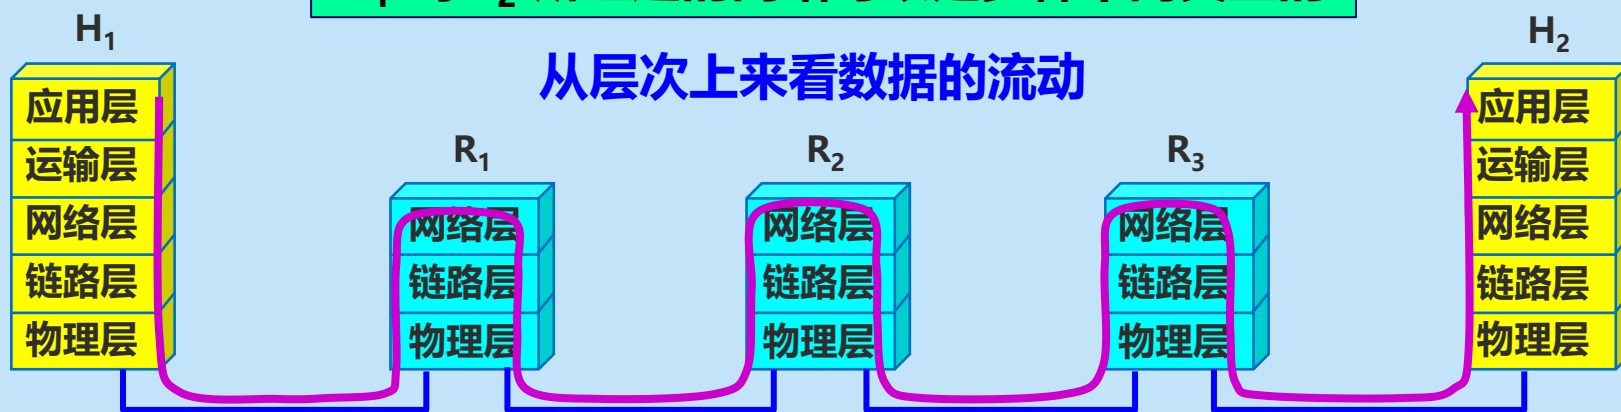 H₁
H₂
从层次上来看数据的流动
R₁
R₂
R₃
应用层
运输层
网络层
链路层
物理层
网络层
链路层
物理层
网络层
链路层
物理层
网络层
链路层
物理层
应用层
运输层
网络层
链路层
物理层